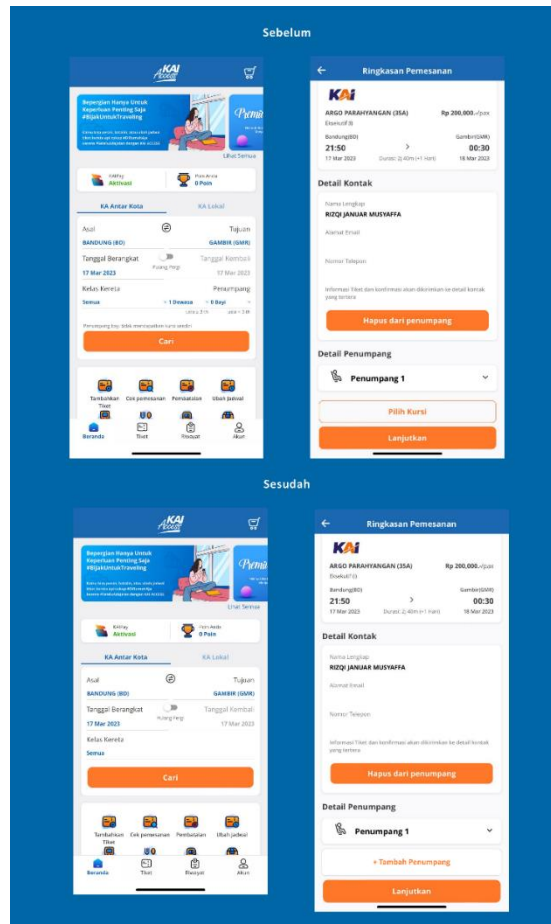 Sebelum
KAI
Access
Bepergian Hanya Untuk
Keperluan Penting Saja
#BijakUntukTraveling
Premi
Lihat Semua
KAIPay
Aktivasi
Poin Anda
0 Poin
KA Antar Kota
KA Lokal
Asal
Tujuan
BANDUNG (BD)
GAMBIR (GMR)
Tanggal Berangkat
Pulang Pergi
Tanggal Kembali
17 Mar 2023
17 Mar 2023
Kelas Kereta
Penumpang
Semua
1 Dewasa
0 Bayi
Cari
Tambahkan
Tiket
Cek pemesanan
Pembatalan
Ubah Jadwal
Beranda
Tiket
Riwayat
Akun
Ringkasan Pemesanan
KAI
ARGO PARAHYANGAN (35A)
Rp 200,000.-/pax
Eksekutif (I)
Bandung(BD)
Gambir(GMR)
21:50
>
00:30
17 Mar 2023
Durasi: 2j 40m (+1 Hari)
18 Mar 2023
Detail Kontak
Nama Lengkap
RIZQI JANUAR MUSYAFFA
Alamat Email
Nomor Telepon
Informasi Tiket dan konfirmasi akan dikirimkan ke detail kontak
yang tertera
Hapus dari penumpang
Detail Penumpang
Penumpang 1
Pilih Kursi
Lanjutkan
Sesudah
KAI
Access
Bepergian Hanya Untuk
Keperluan Penting Saja
#BijakUntukTraveling
Premi
Lihat Semua
KAIPay
Aktivasi
Poin Anda
0 Poin
KA Antar Kota
KA Lokal
Asal
Tujuan
BANDUNG (BD)
GAMBIR (GMR)
Tanggal Berangkat
Pulang Pergi
Tanggal Kembali
17 Mar 2023
17 Mar 2023
Kelas Kereta
Semua
Cari
Tambahkan
Tiket
Cek pemesanan
Pembatalan
Ubah Jadwal
Beranda
Tiket
Riwayat
Akun
Ringkasan Pemesanan
KAI
ARGO PARAHYANGAN (35A)
Rp 200,000.-/pax
Eksekutif (I)
Bandung(BD)
Gambir(GMR)
21:50
>
00:30
17 Mar 2023
Durasi: 2j 40m (+1 Hari)
18 Mar 2023
Detail Kontak
Nama Lengkap
RIZQI JANUAR MUSYAFFA
Alamat Email
Nomor Telepon
Informasi Tiket dan konfirmasi akan dikirimkan ke detail kontak
yang tertera
Hapus dari penumpang
Detail Penumpang
Penumpang 1
+ Tambah Penumpang
Lanjutkan